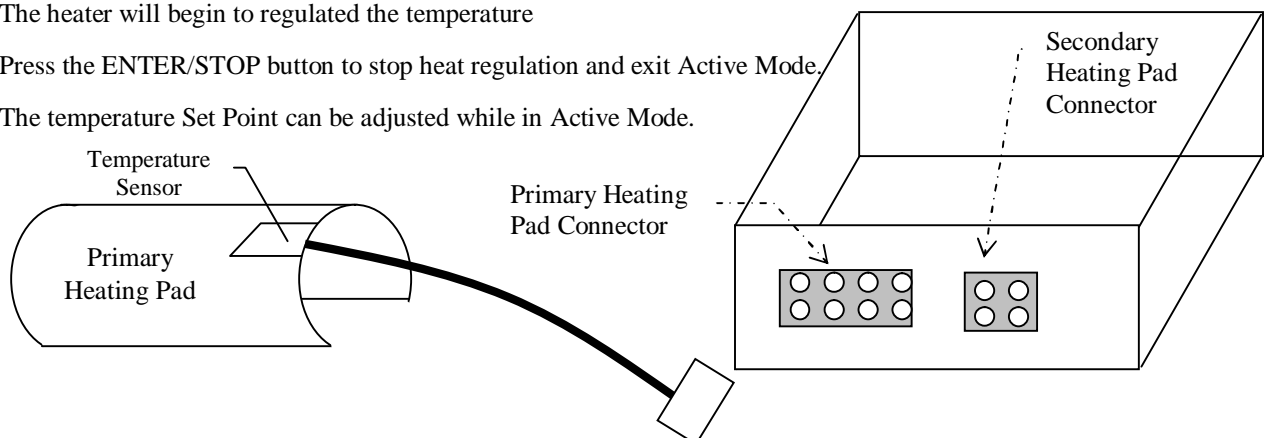 The heater will begin to regulated the temperature
Press the ENTER/STOP button to stop heat regulation and exit Active Mode.
The temperature Set Point can be adjusted while in Active Mode.
Temperature
Sensor
Primary
Heating Pad
Primary Heating
Pad Connector
Secondary
Heating Pad
Connector